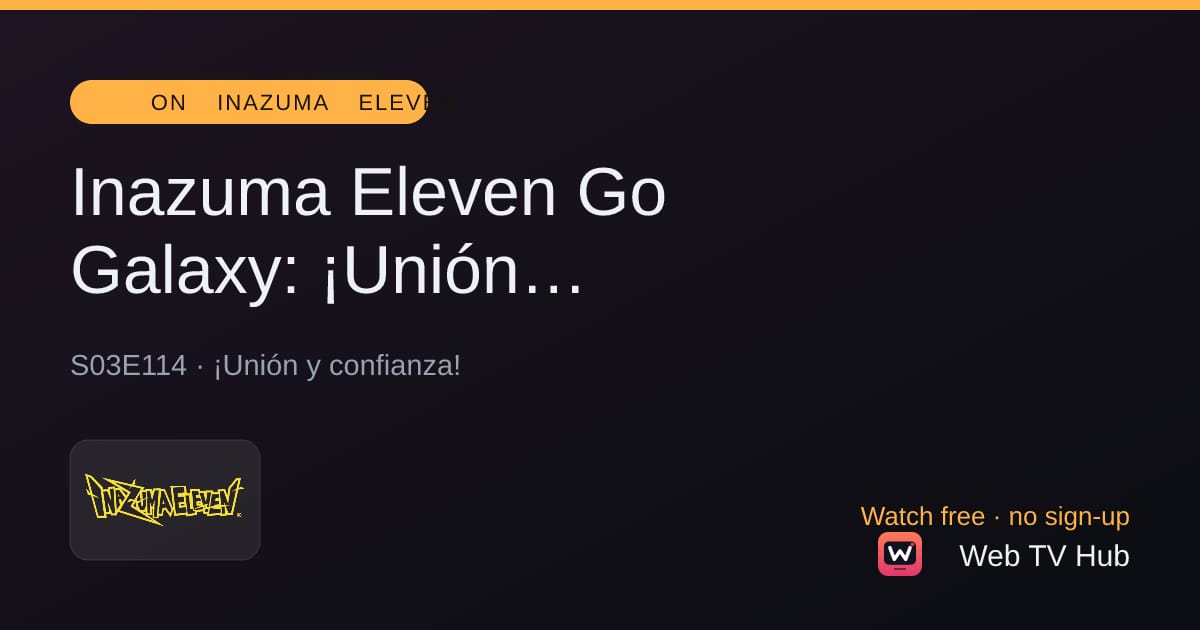 ON INAZUMA ELEVEN
Inazuma Eleven Go
Galaxy: ¡Unión…
S03E114 · ¡Unión y confianza!
INAZUMA ELEVEN
Watch free · no sign-up
W Web TV Hub